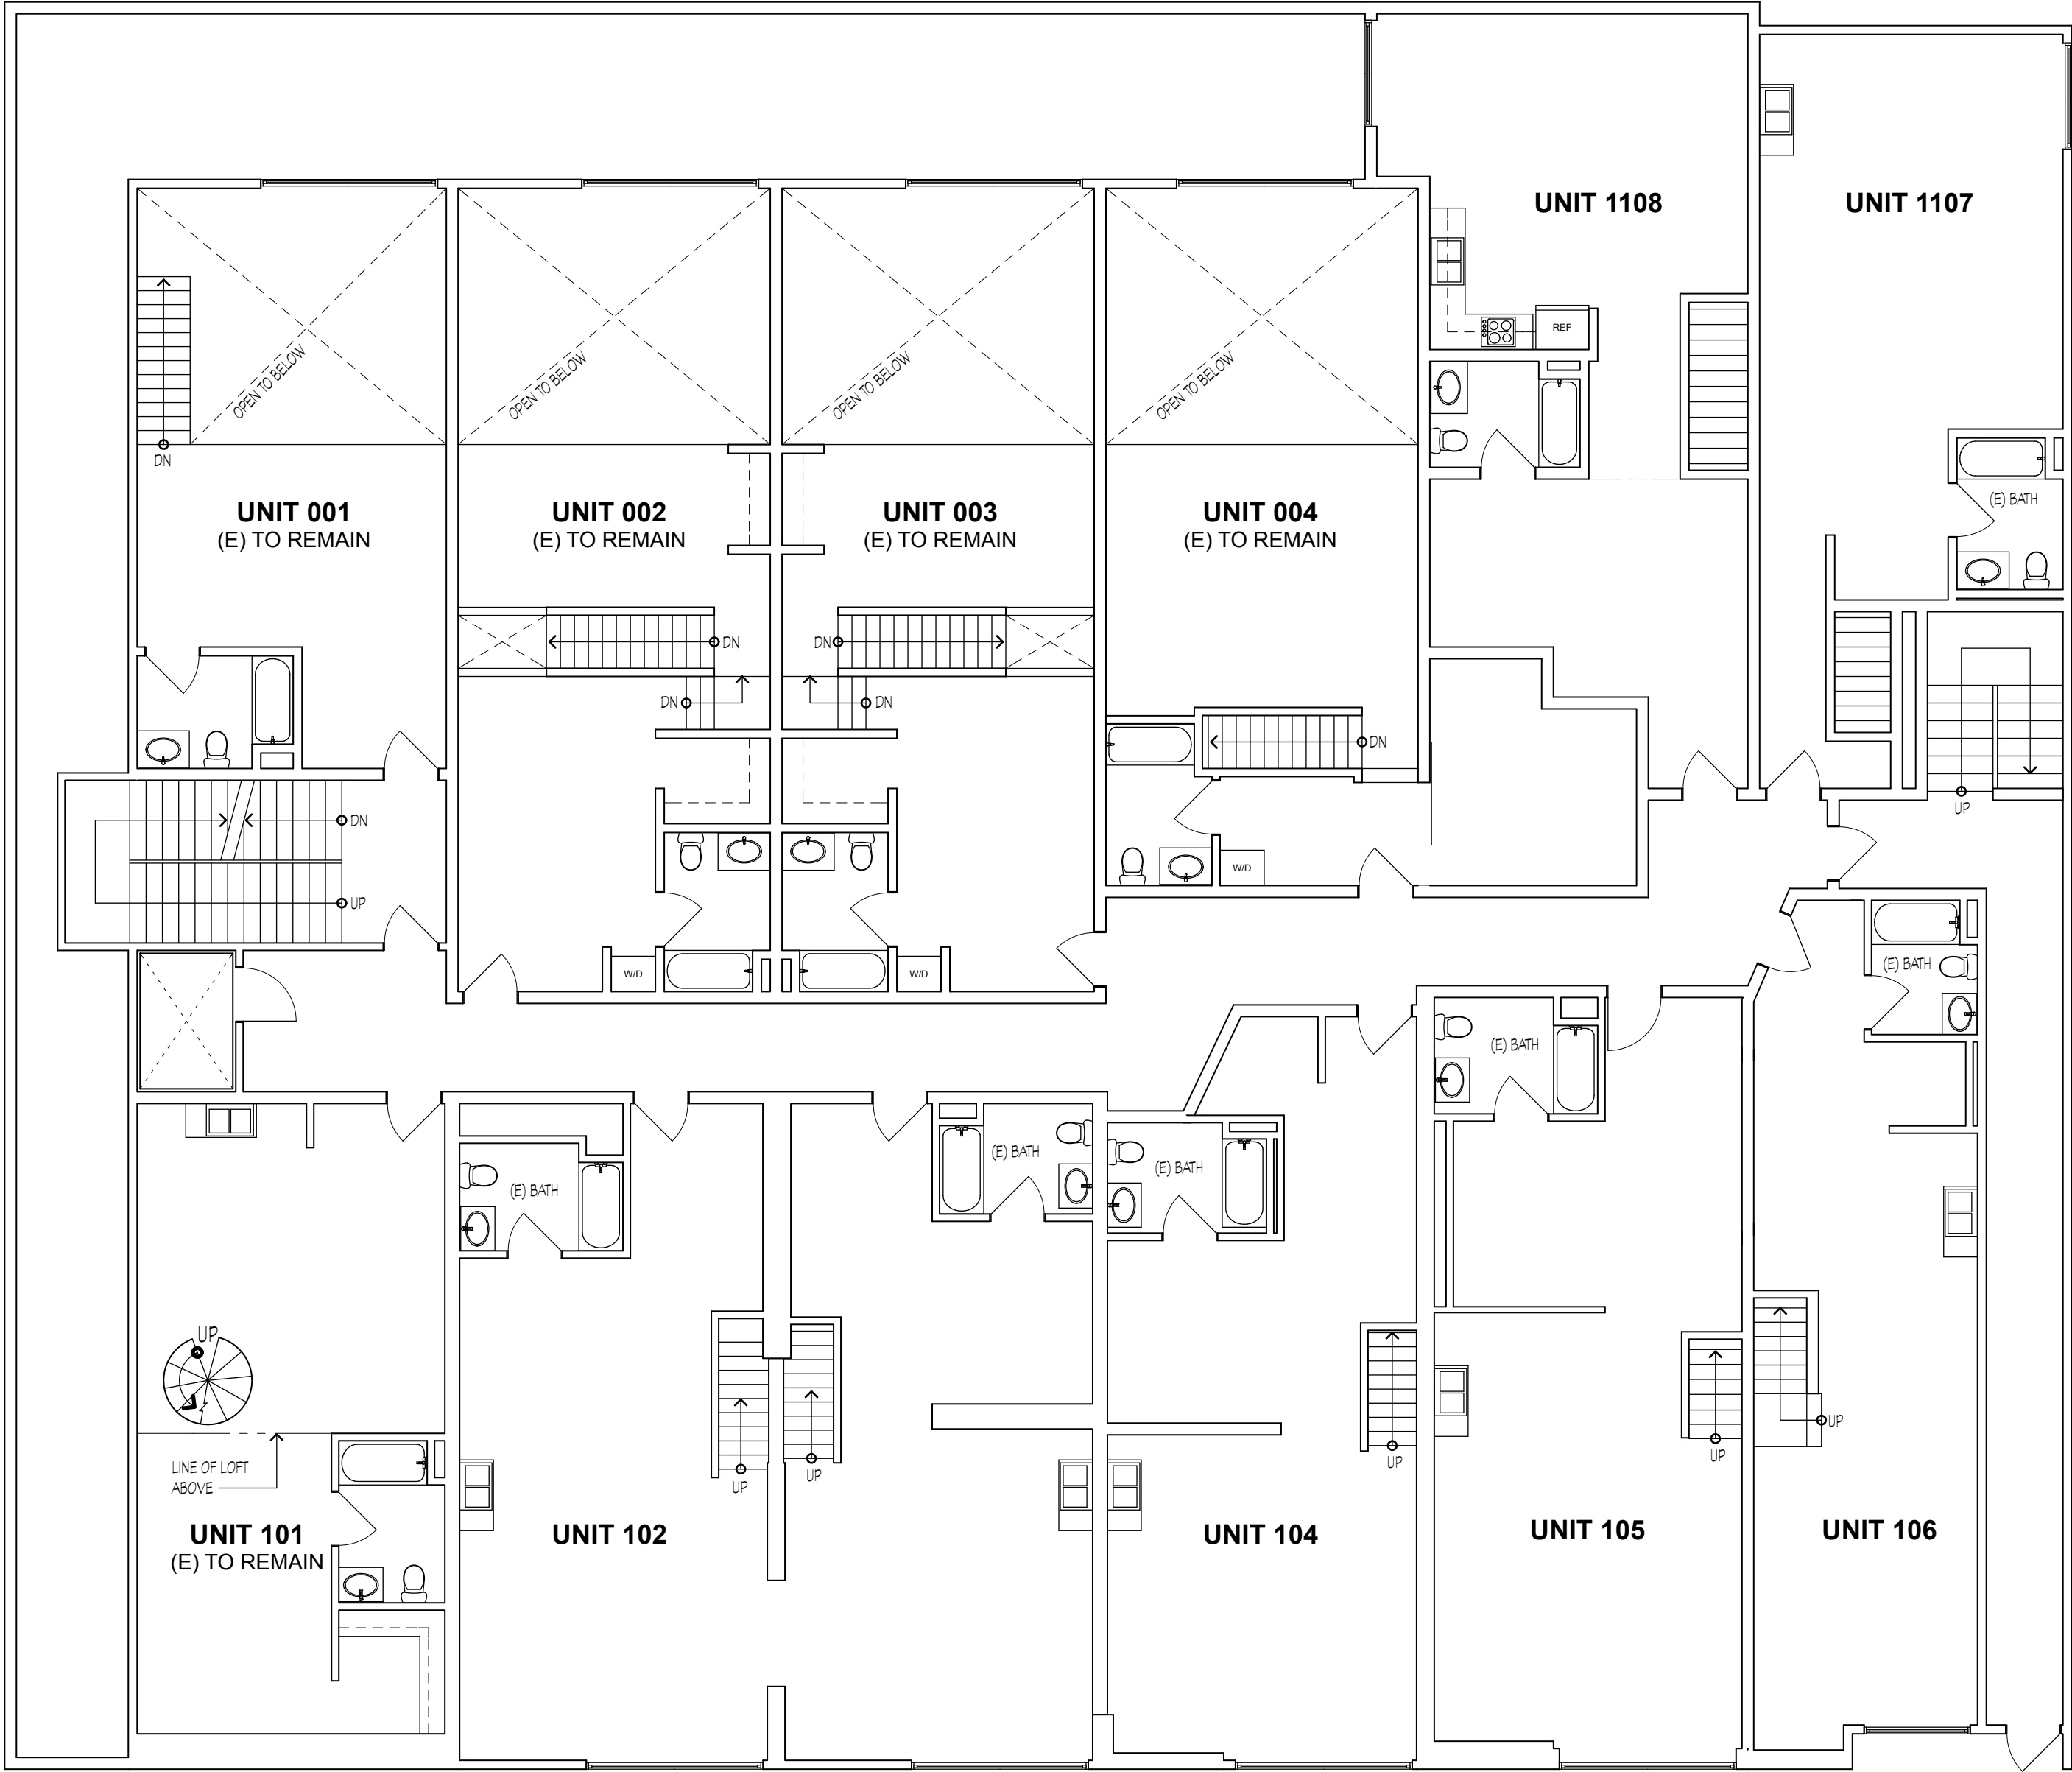 UNIT 1108
UNIT 1107
REF
OPEN TO BELOW
OPEN TO BELOW
OPEN TO BELOW
OPEN TO BELOW
DN
UNIT 001
(E) TO REMAIN
UNIT 002
(E) TO REMAIN
UNIT 003
(E) TO REMAIN
UNIT 004
(E) TO REMAIN
(E) BATH
DN
DN
DN
DN
DN
DN
UP
UP
W/D
W/D
W/D
(E) BATH
(E) BATH
(E) BATH
(E) BATH
(E) BATH
UP
LINE OF LOFT
ABOVE
UP
UP
UP
UP
UP
UNIT 101
(E) TO REMAIN
UNIT 102
UNIT 104
UNIT 105
UNIT 106